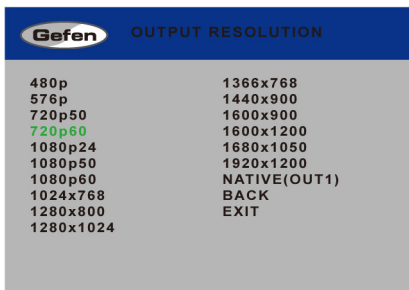 Gefen
OUTPUT RESOLUTION
480p
576p
720p50
720p60
1080p24
1080p50
1080p60
1024x768
1280x800
1280x1024
1366x768
1440x900
1600x900
1600x1200
1680x1050
1920x1200
NATIVE(OUT1)
BACK
EXIT